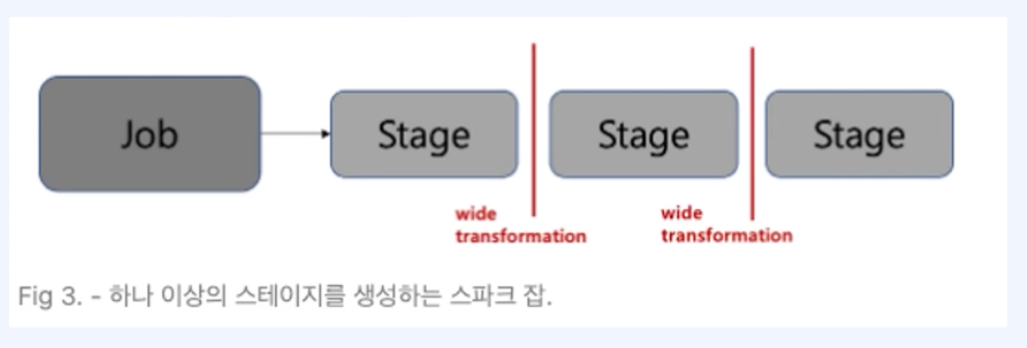 Job
Stage
Stage
Stage
wide
transformation
wide
transformation
Fig 3. - 하나 이상의 스테이지를 생성하는 스파크 잡.